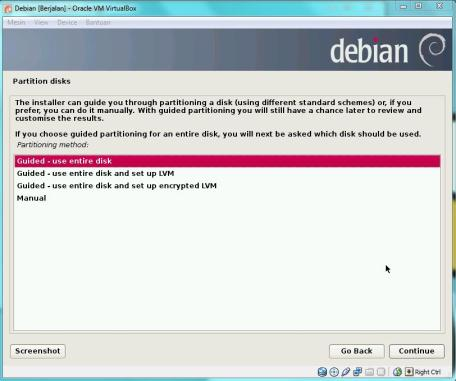 Debian [Berjalan] - Oracle VM VirtualBox
Mesin View Device Bantuan
debian
Partition disks
The installer can guide you through partitioning a disk (using different standard schemes) or, if you
prefer, you can do it manually. With guided partitioning you will still have a chance later to review and
customise the results.
If you choose guided partitioning for an entire disk, you will next be asked which disk should be used.
Partitioning method:
Guided - use entire disk
Guided - use entire disk and set up LVM
Guided - use entire disk and set up encrypted LVM
Manual
Screenshot Go Back Continue
Right Ctrl